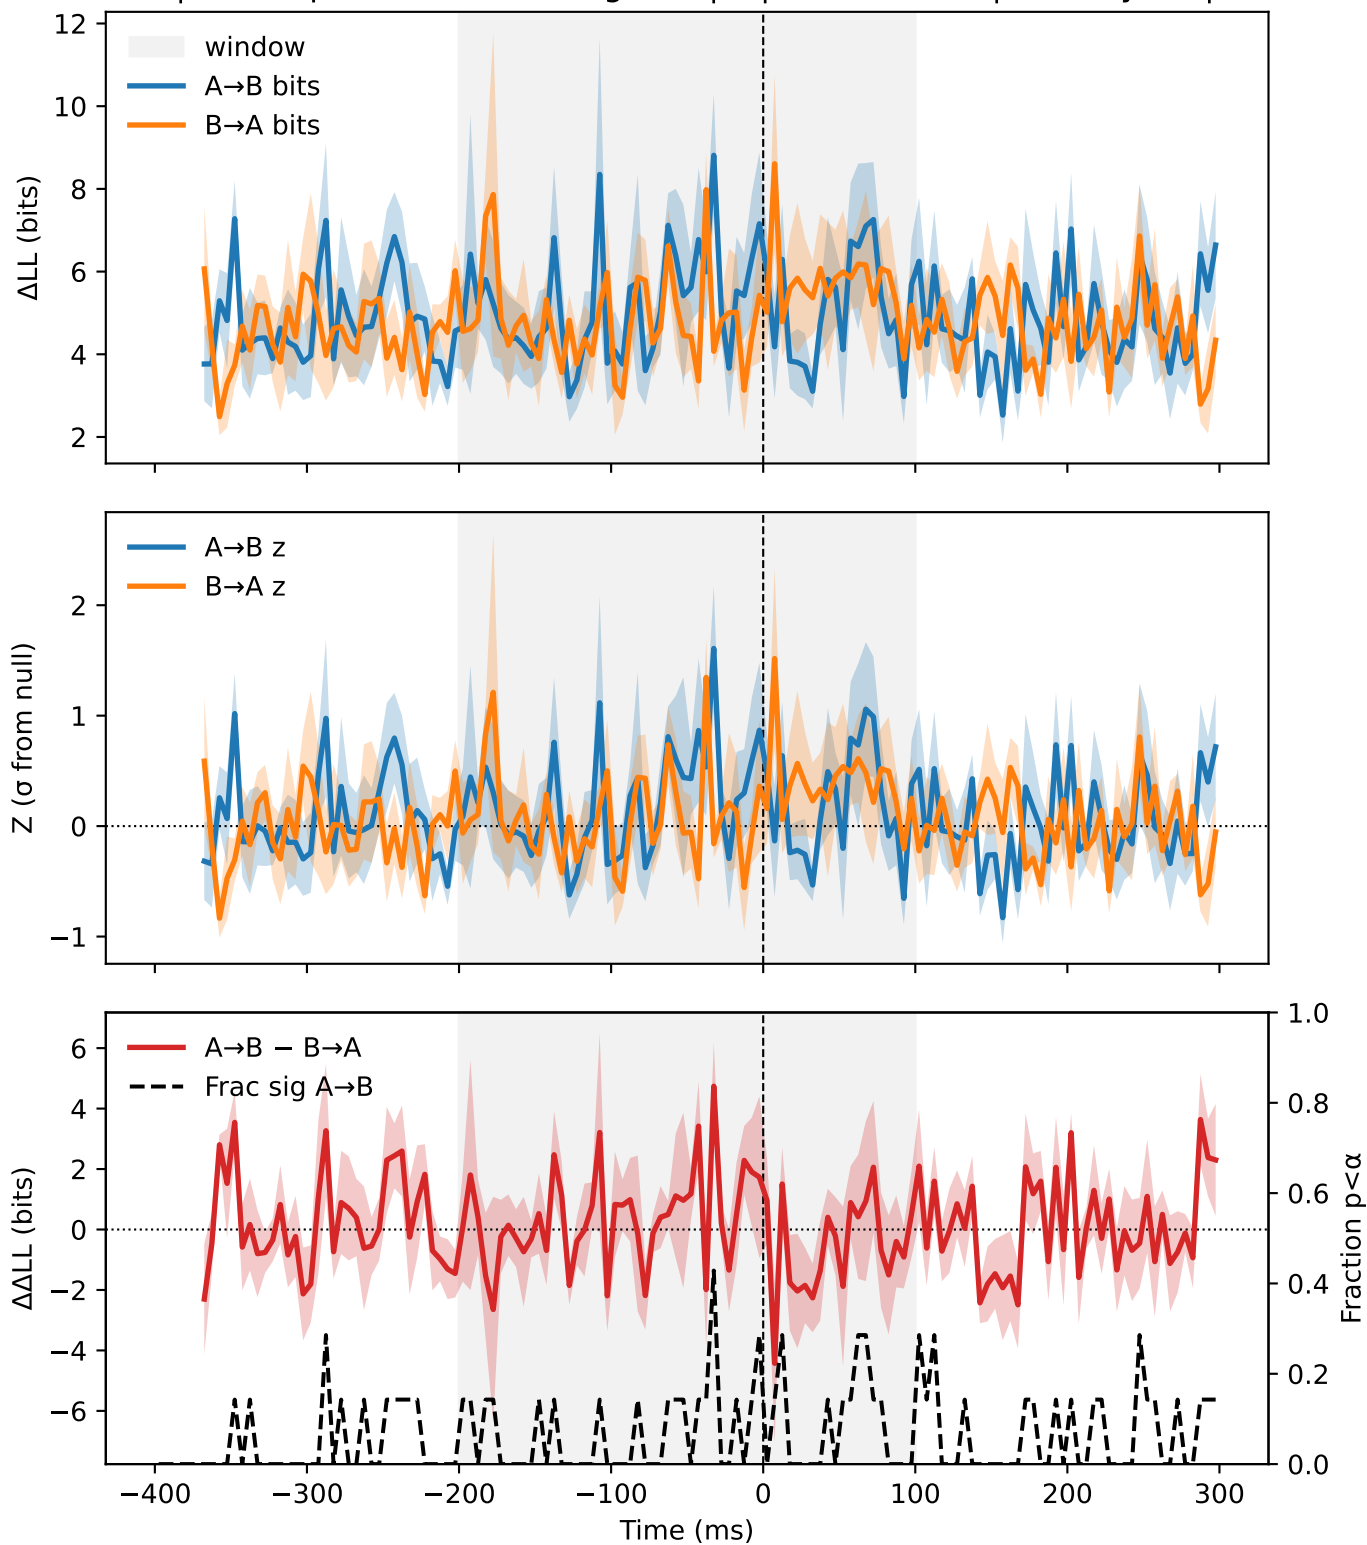 12
10
8
6
4
2
ΔLL (bits)
window
A→B bits
B→A bits
2
1
0
−1
Z (σ from null)
A→B z
B→A z
6
4
2
0
−2
−4
−6
ΔΔLL (bits)
A→B − B→A
Frac sig A→B
1.0
0.8
0.6
0.4
0.2
0.0
Fraction p<α
−400 −300 −200 −100 0 100 200 300
Time (ms)